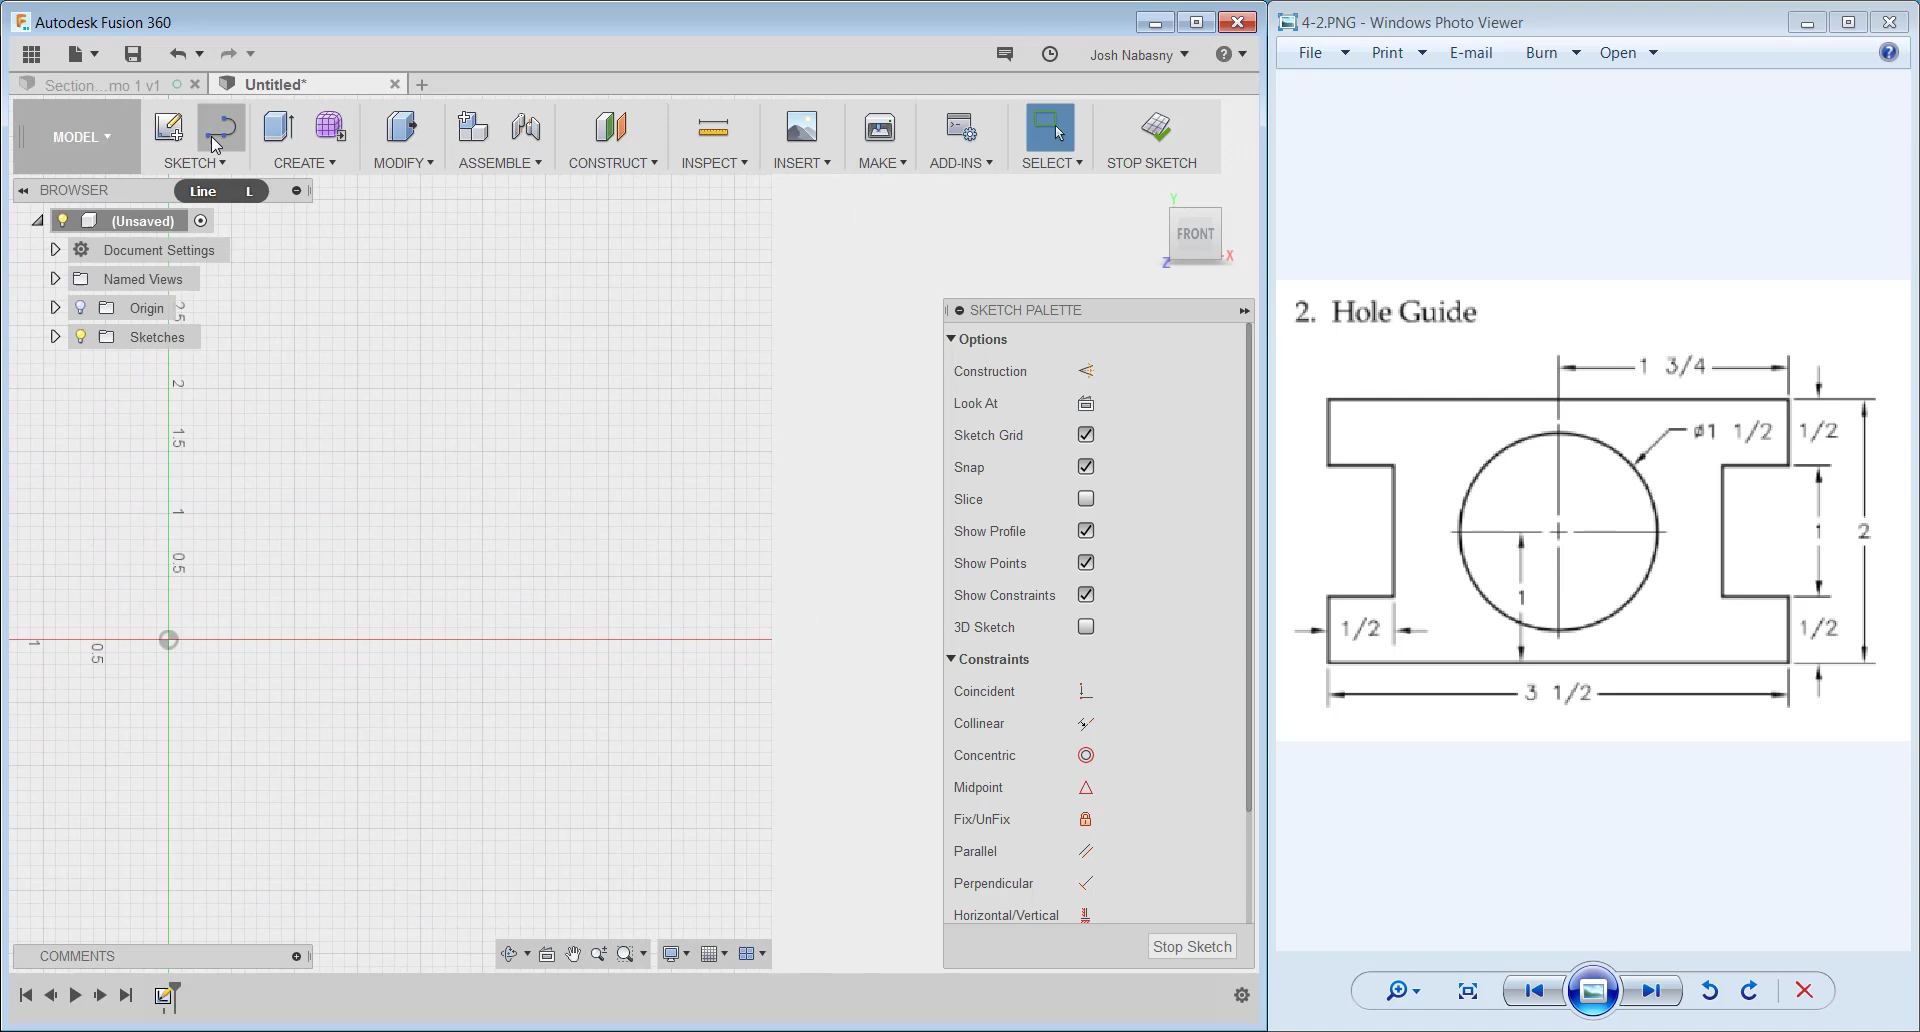 Autodesk Fusion 360
Josh Nabasny
Section...mo 1 v1
Untitled*
MODEL
SKETCH
CREATE
MODIFY
ASSEMBLE
CONSTRUCT
INSPECT
INSERT
MAKE
ADD-INS
SELECT
STOP SKETCH
BROWSER
Line L
(Unsaved)
Document Settings
Named Views
Origin
Sketches
2.5
2
1.5
1
0.5
1
0.5
Y
FRONT
X
Z
SKETCH PALETTE
Options
Construction
Look At
Sketch Grid
Snap
Slice
Show Profile
Show Points
Show Constraints
3D Sketch
Constraints
Coincident
Collinear
Concentric
Midpoint
Fix/UnFix
Parallel
Perpendicular
Horizontal/Vertical
Stop Sketch
COMMENTS
4-2.PNG - Windows Photo Viewer
File Print E-mail Burn Open
2. Hole Guide
1 3/4
ø1 1/2
1/2
1
2
1
1/2
1/2
3 1/2